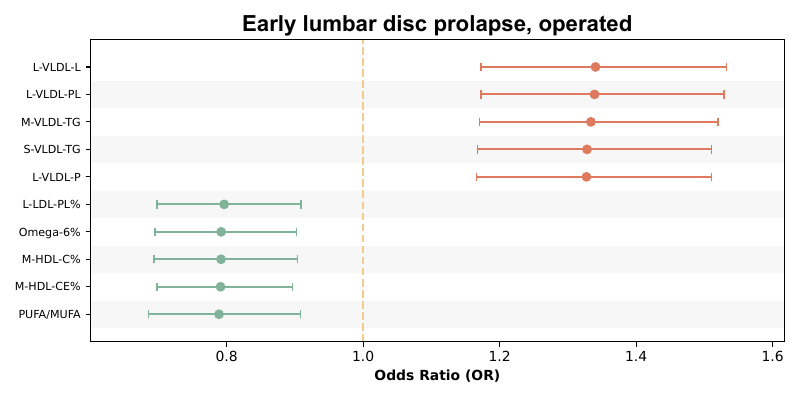 Early lumbar disc prolapse, operated
L-VLDL-L
L-VLDL-PL
M-VLDL-TG
S-VLDL-TG
L-VLDL-P
L-LDL-PL%
Omega-6%
M-HDL-C%
M-HDL-CE%
PUFA/MUFA
0.8 1.0 1.2 1.4 1.6
Odds Ratio (OR)